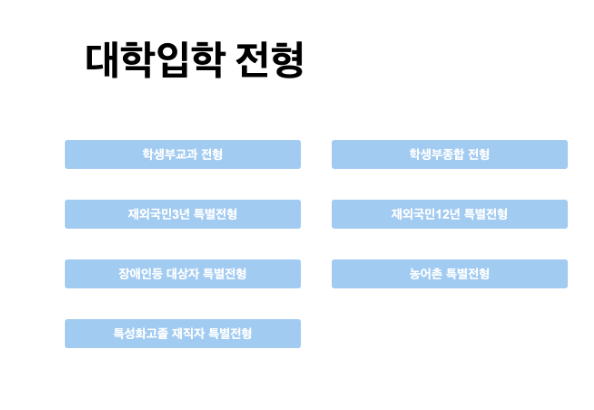 대학입학 전형
학생부교과 전형
학생부종합 전형
재외국민3년 특별전형
재외국민12년 특별전형
장애인등 대상자 특별전형
농어촌 특별전형
특성화고졸 재직자 특별전형